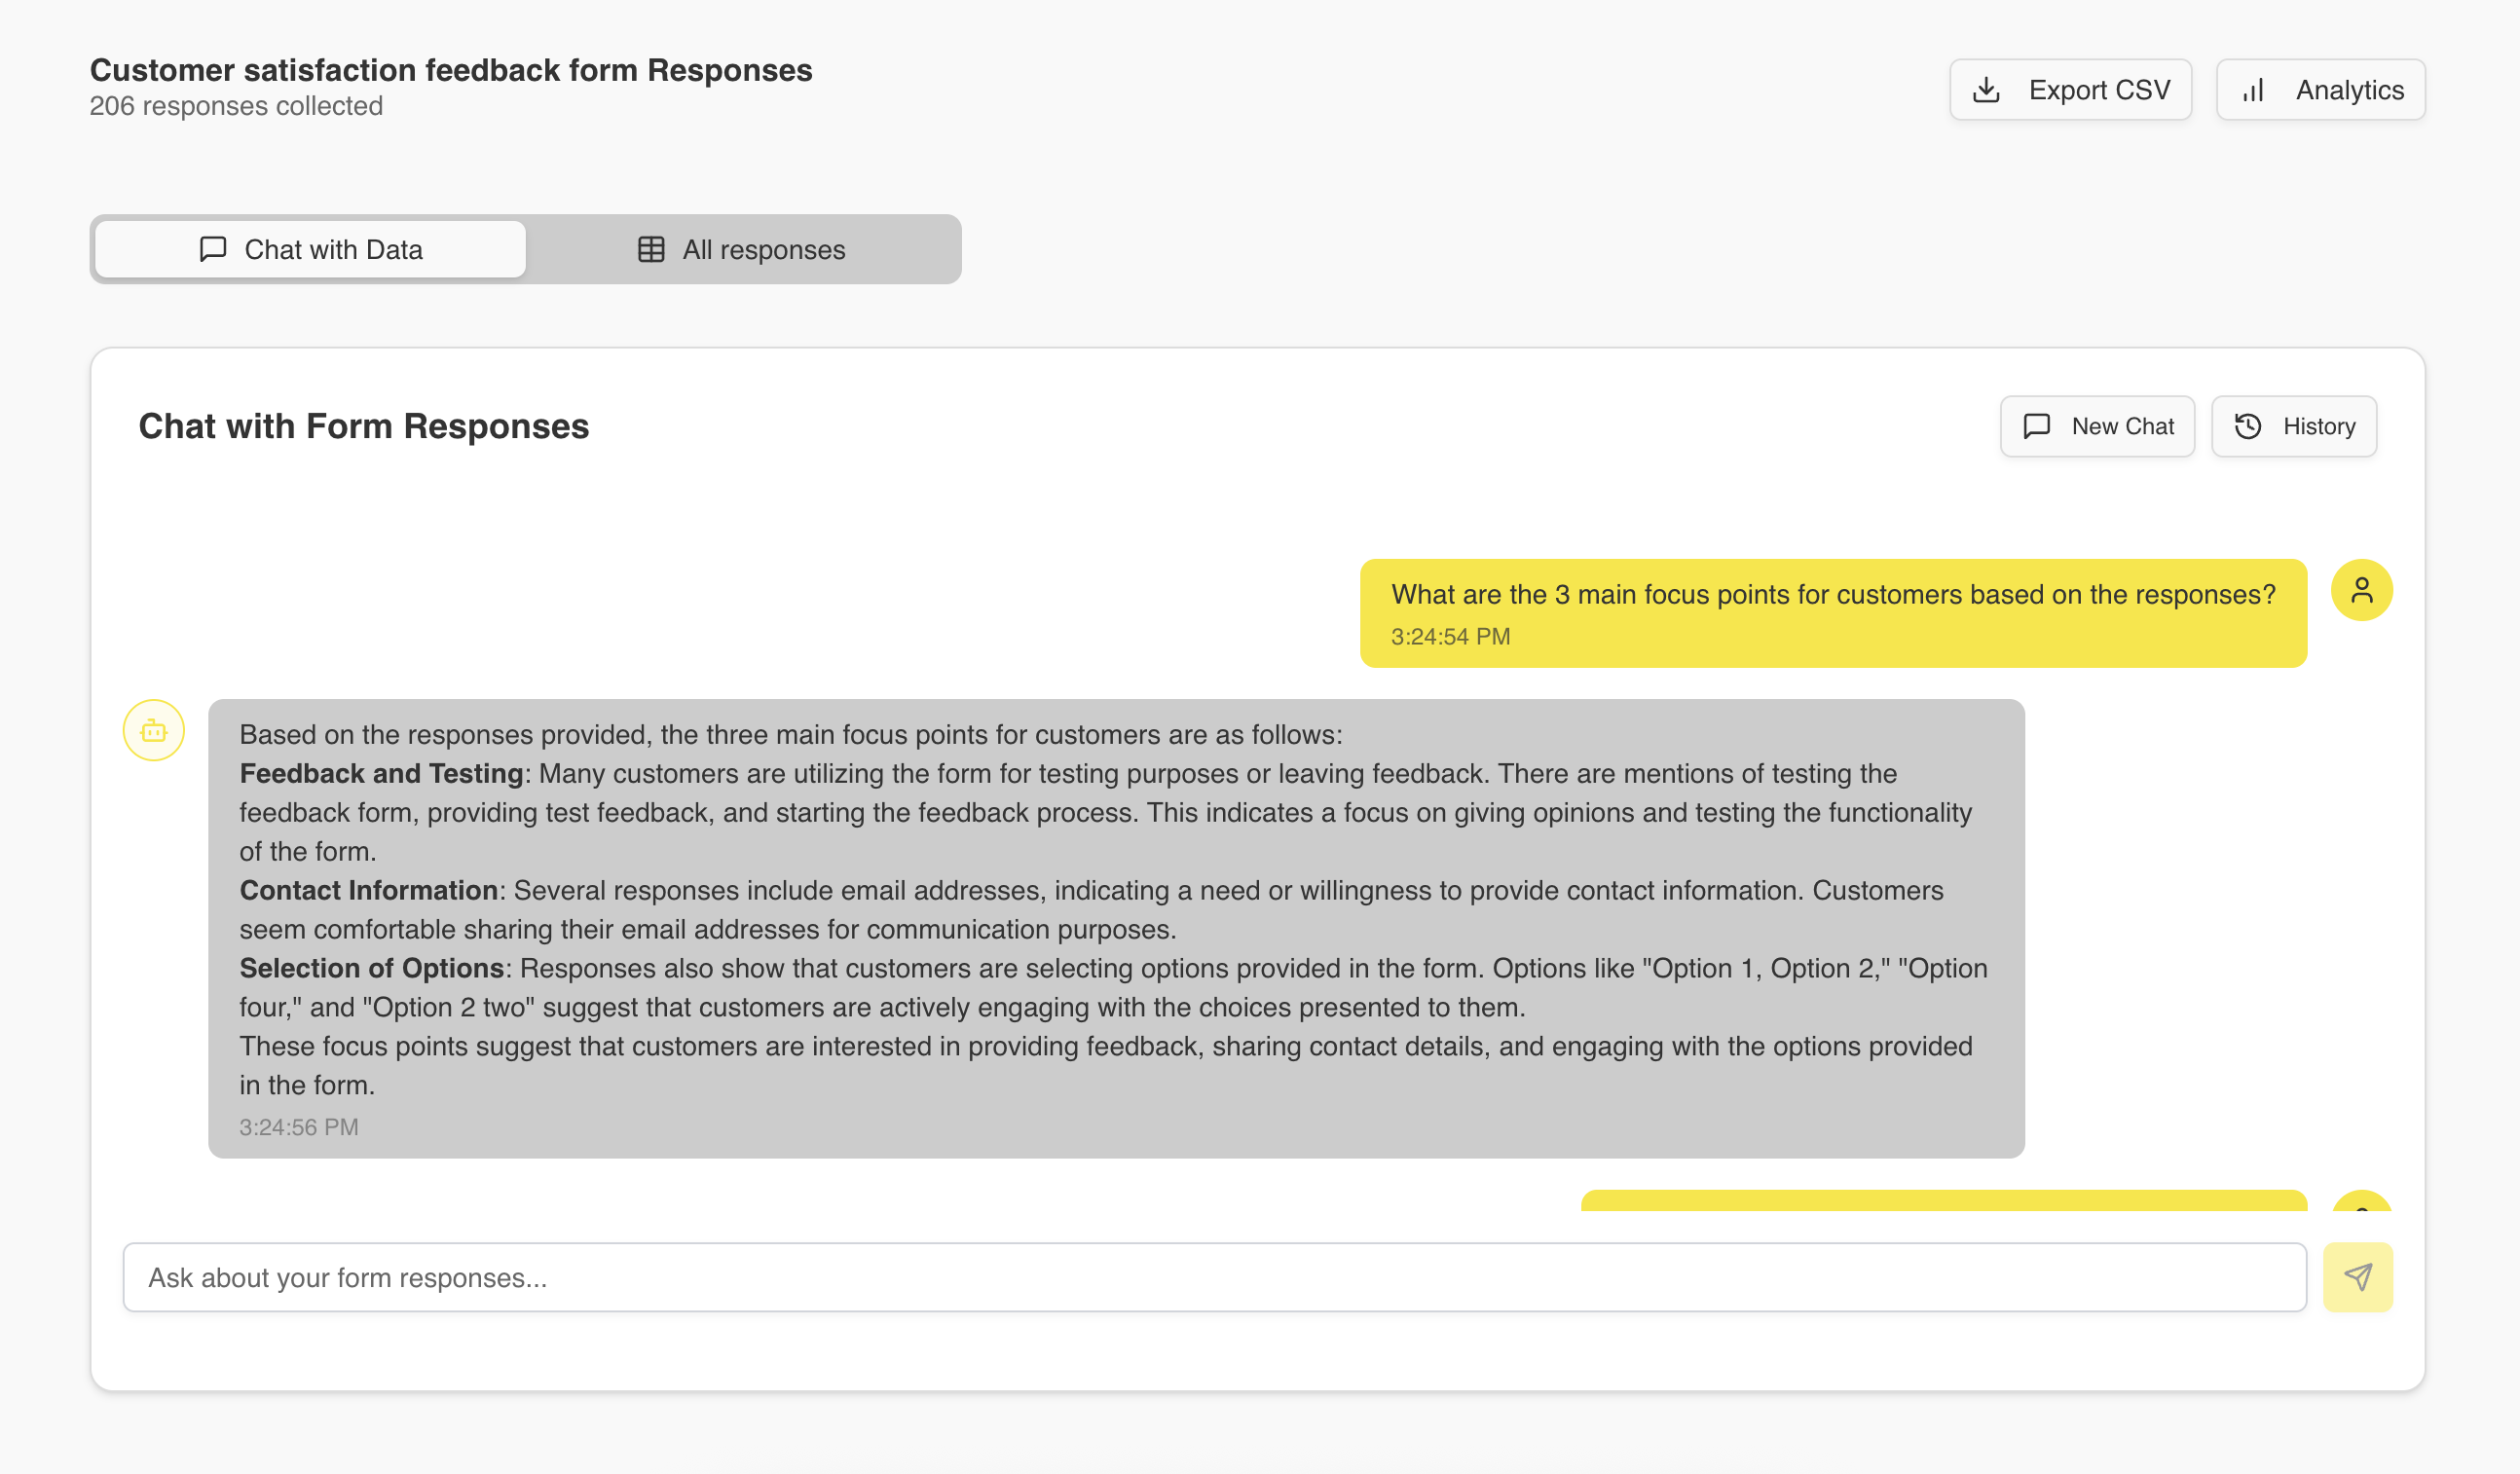 Customer satisfaction feedback form Responses
206 responses collected
Export CSV
Analytics
Chat with Data
All responses
Chat with Form Responses
New Chat
History
What are the 3 main focus points for customers based on the responses?
3:24:54 PM
Based on the responses provided, the three main focus points for customers are as follows:
Feedback and Testing: Many customers are utilizing the form for testing purposes or leaving feedback. There are mentions of testing the
feedback form, providing test feedback, and starting the feedback process. This indicates a focus on giving opinions and testing the functionality
of the form.
Contact Information: Several responses include email addresses, indicating a need or willingness to provide contact information. Customers
seem comfortable sharing their email addresses for communication purposes.
Selection of Options: Responses also show that customers are selecting options provided in the form. Options like "Option 1, Option 2," "Option
four," and "Option 2 two" suggest that customers are actively engaging with the choices presented to them.
These focus points suggest that customers are interested in providing feedback, sharing contact details, and engaging with the options provided
in the form.
3:24:56 PM
Ask about your form responses...